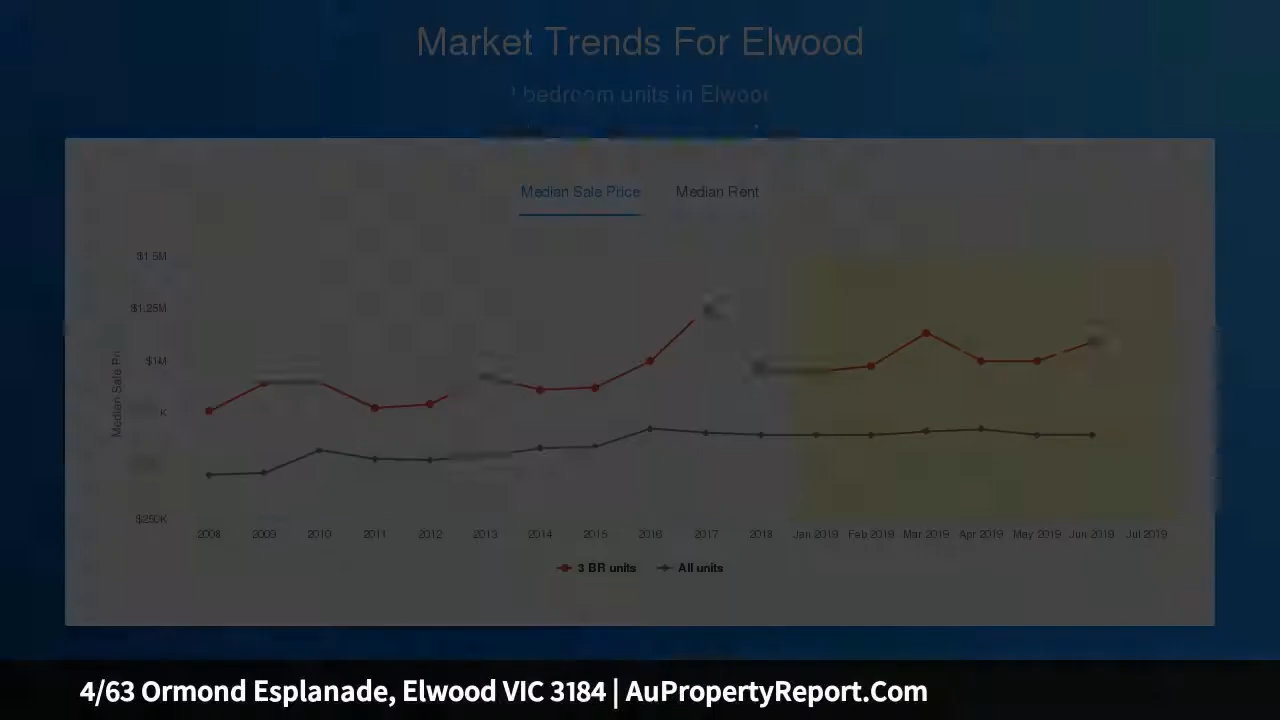 Market Trends For Elwood
bedroom units in Elwood
Median Sale Price Median Rent
$1.5M
$1.25M
$1M
K
$250K
Median Sale Pri
2008 2009 2010 2011 2012 2013 2014 2015 2016 2017 2018 Jan 2019 Feb 2019 Mar 2019 Apr 2019 May 2019 Jun 2019 Jul 2019
3 BR units All units
4/63 Ormond Esplanade, Elwood VIC 3184 | AuPropertyReport.Com